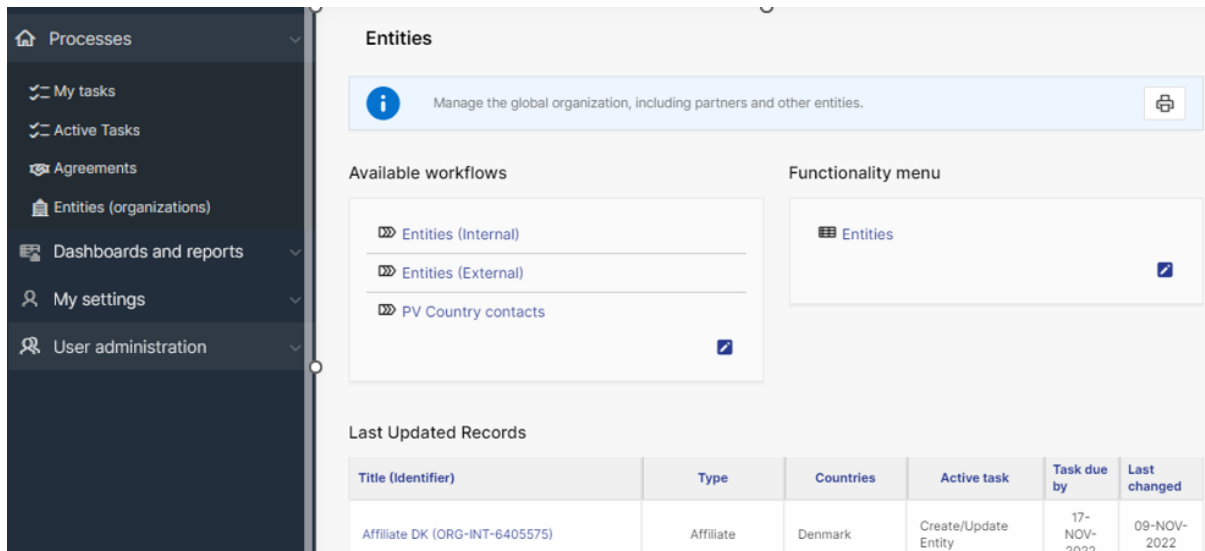 Processes
My tasks
Active Tasks
Agreements
Entities (organizations)
Dashboards and reports
My settings
User administration
Entities
Manage the global organization, including partners and other entities.
Available workflows
Entities (Internal)
Entities (External)
PV Country contacts
Functionality menu
Entities
Last Updated Records
Title (Identifier) Type Countries Active task Task due by Last changed
Affiliate DK (ORG-INT-6405575) Affiliate Denmark Create/Update Entity 17-NOV-2022 09-NOV-2022